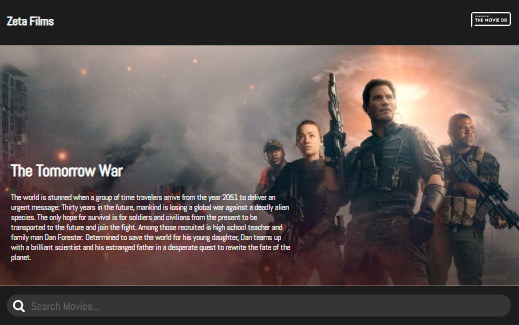 Zeta Films
THE MOVIE DB
The Tomorrow War
The world is stunned when a group of time travelers arrive from the year 2051 to deliver an
urgent message: Thirty years in the future, mankind is losing a global war against a deadly alien
species. The only hope for survival is for soldiers and civilians from the present to be
transported to the future and join the fight. Among those recruited is high school teacher and
family man Dan Forester. Determined to save the world for his young daughter, Dan teams up
with a brilliant scientist and his estranged father in a desperate quest to rewrite the fate of the
planet.
Search Movies...